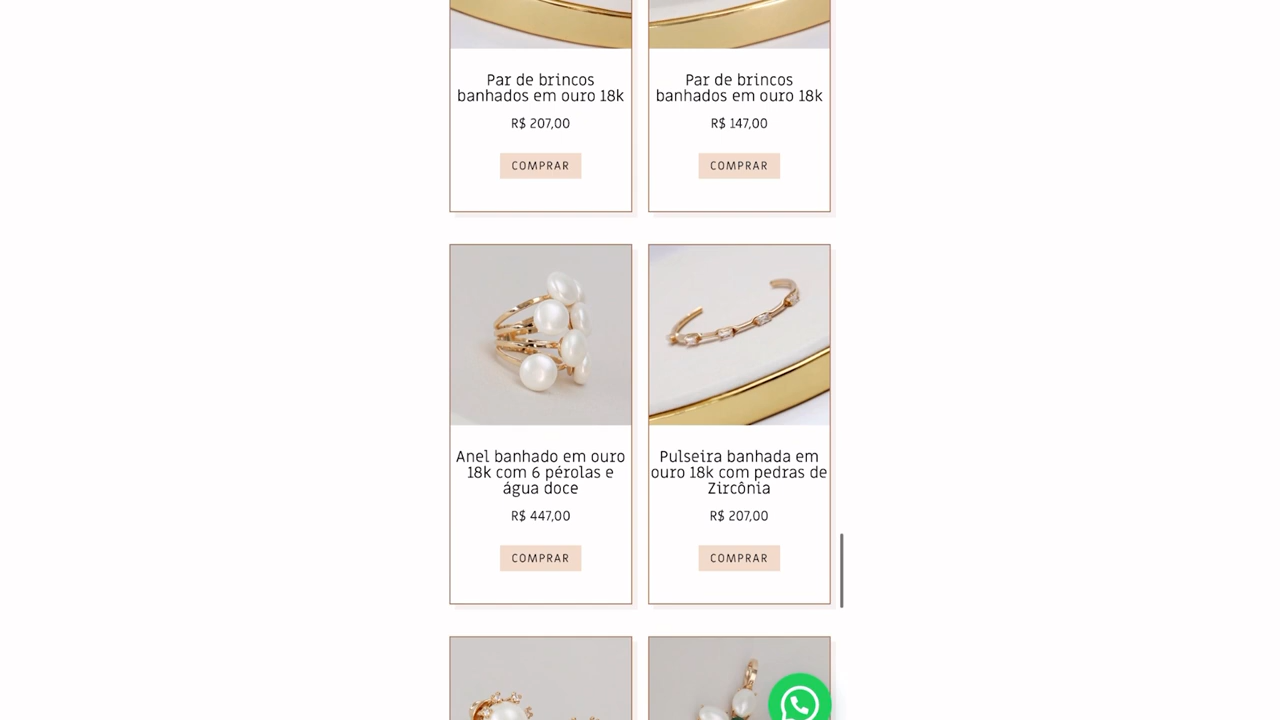 Par de brincos
banhados em ouro 18k
R$ 207,00
COMPRAR
Par de brincos
banhados em ouro 18k
R$ 147,00
COMPRAR
Anel banhado em ouro
18k com 6 pérolas e
água doce
R$ 447,00
COMPRAR
Pulseira banhada em
ouro 18k com pedras de
Zircônia
R$ 207,00
COMPRAR